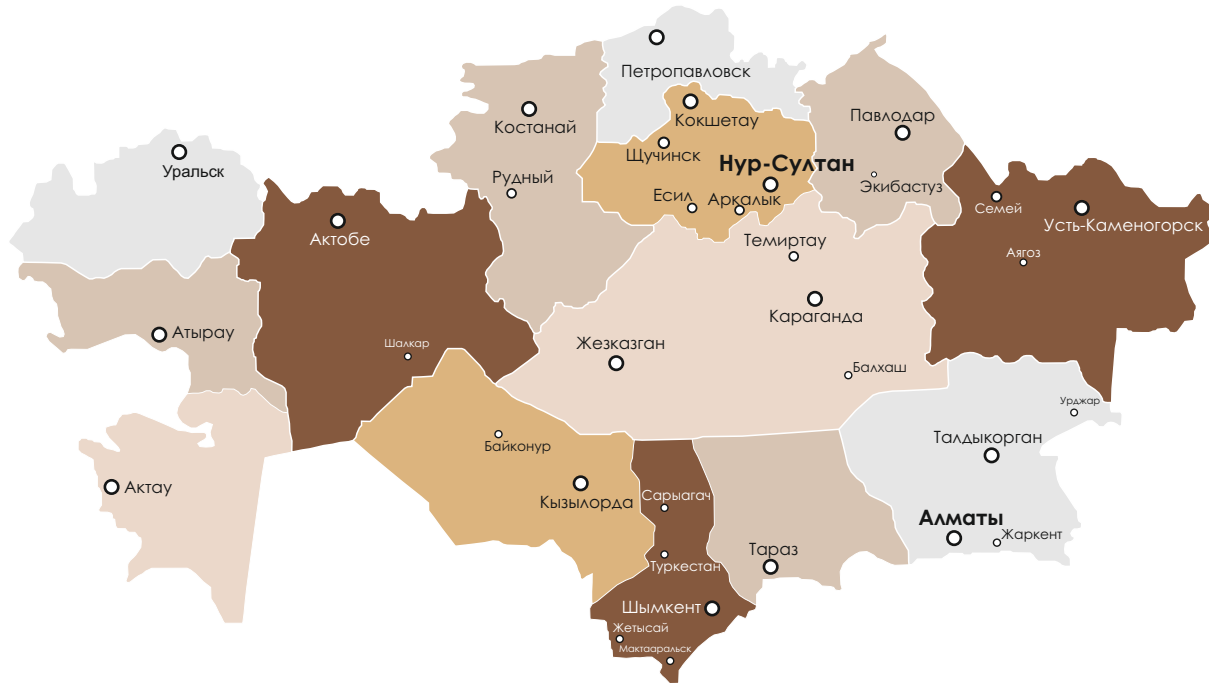 Петропавловск
Костанай
Кокшетау
Павлодар
Уральск
Щучинск
Нур-Султан
Рудный
Экибастуз
Есил
Аркалык
Семей
Усть-Каменогорск
Актобе
Темиртау
Аягоз
Караганда
Атырау
Шалкар
Жезказган
Балхаш
Урджар
Талдыкорган
Байконур
Актау
Кызылорда
Сарыагач
Алматы
Жаркент
Тараз
Туркестан
Шымкент
Жетысай
Мактааральск